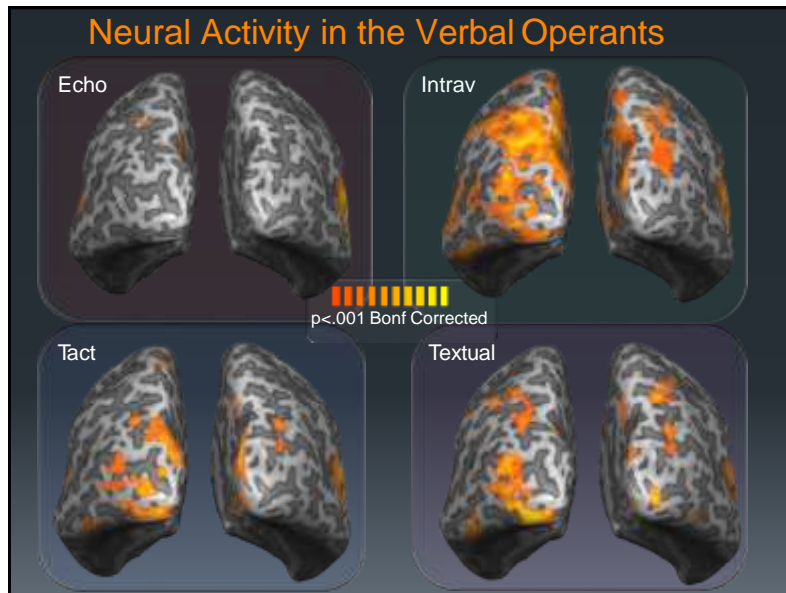 Neural Activity in the Verbal Operants
Echo
Intrav
p<.001 Bonf Corrected
Tact
Textual